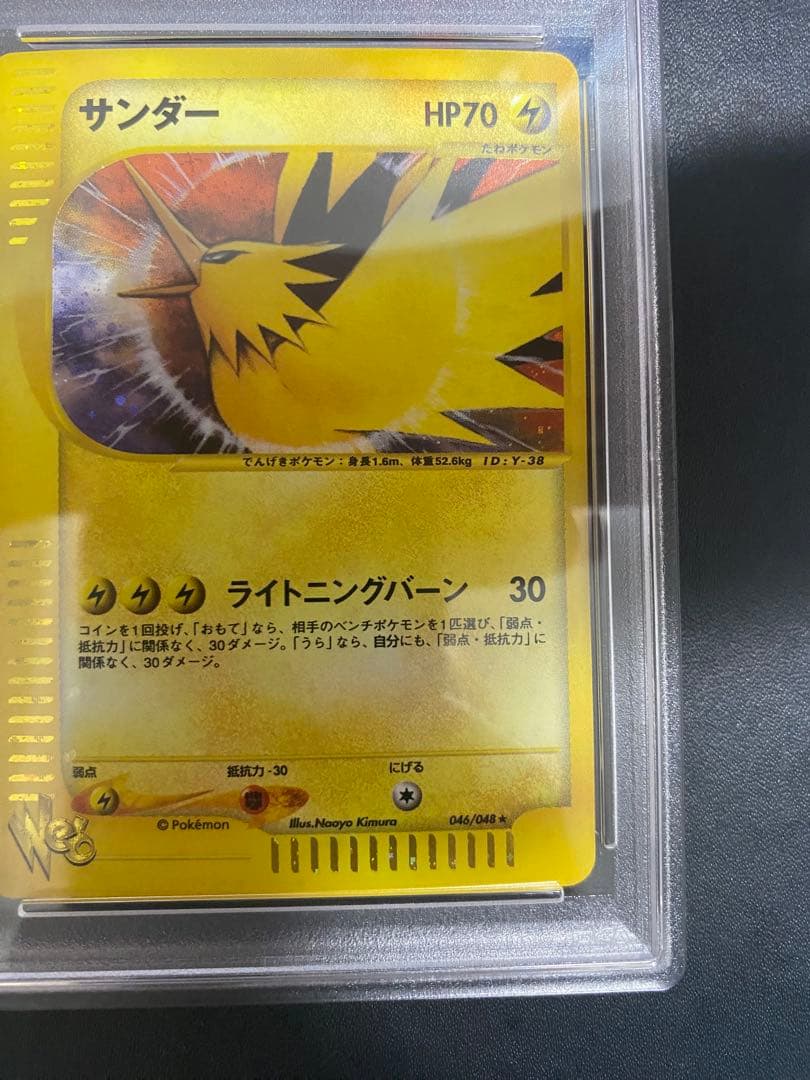 サンダー HP70
たねポケモン
でんげきポケモン：身長1.6m、体重52.6kg ID:Y-38
ライトニングバーン 30
コインを1回投げ、「おもて」なら、相手のベンチポケモンを1匹選び、「弱点・
抵抗力」に関係なく、30ダメージ。「うら」なら、自分にも、「弱点・抵抗力」に
関係なく、30ダメージ。
弱点 抵抗力-30 にげる
Web
©Pokémon Illus.Naoyo Kimura 046/048★